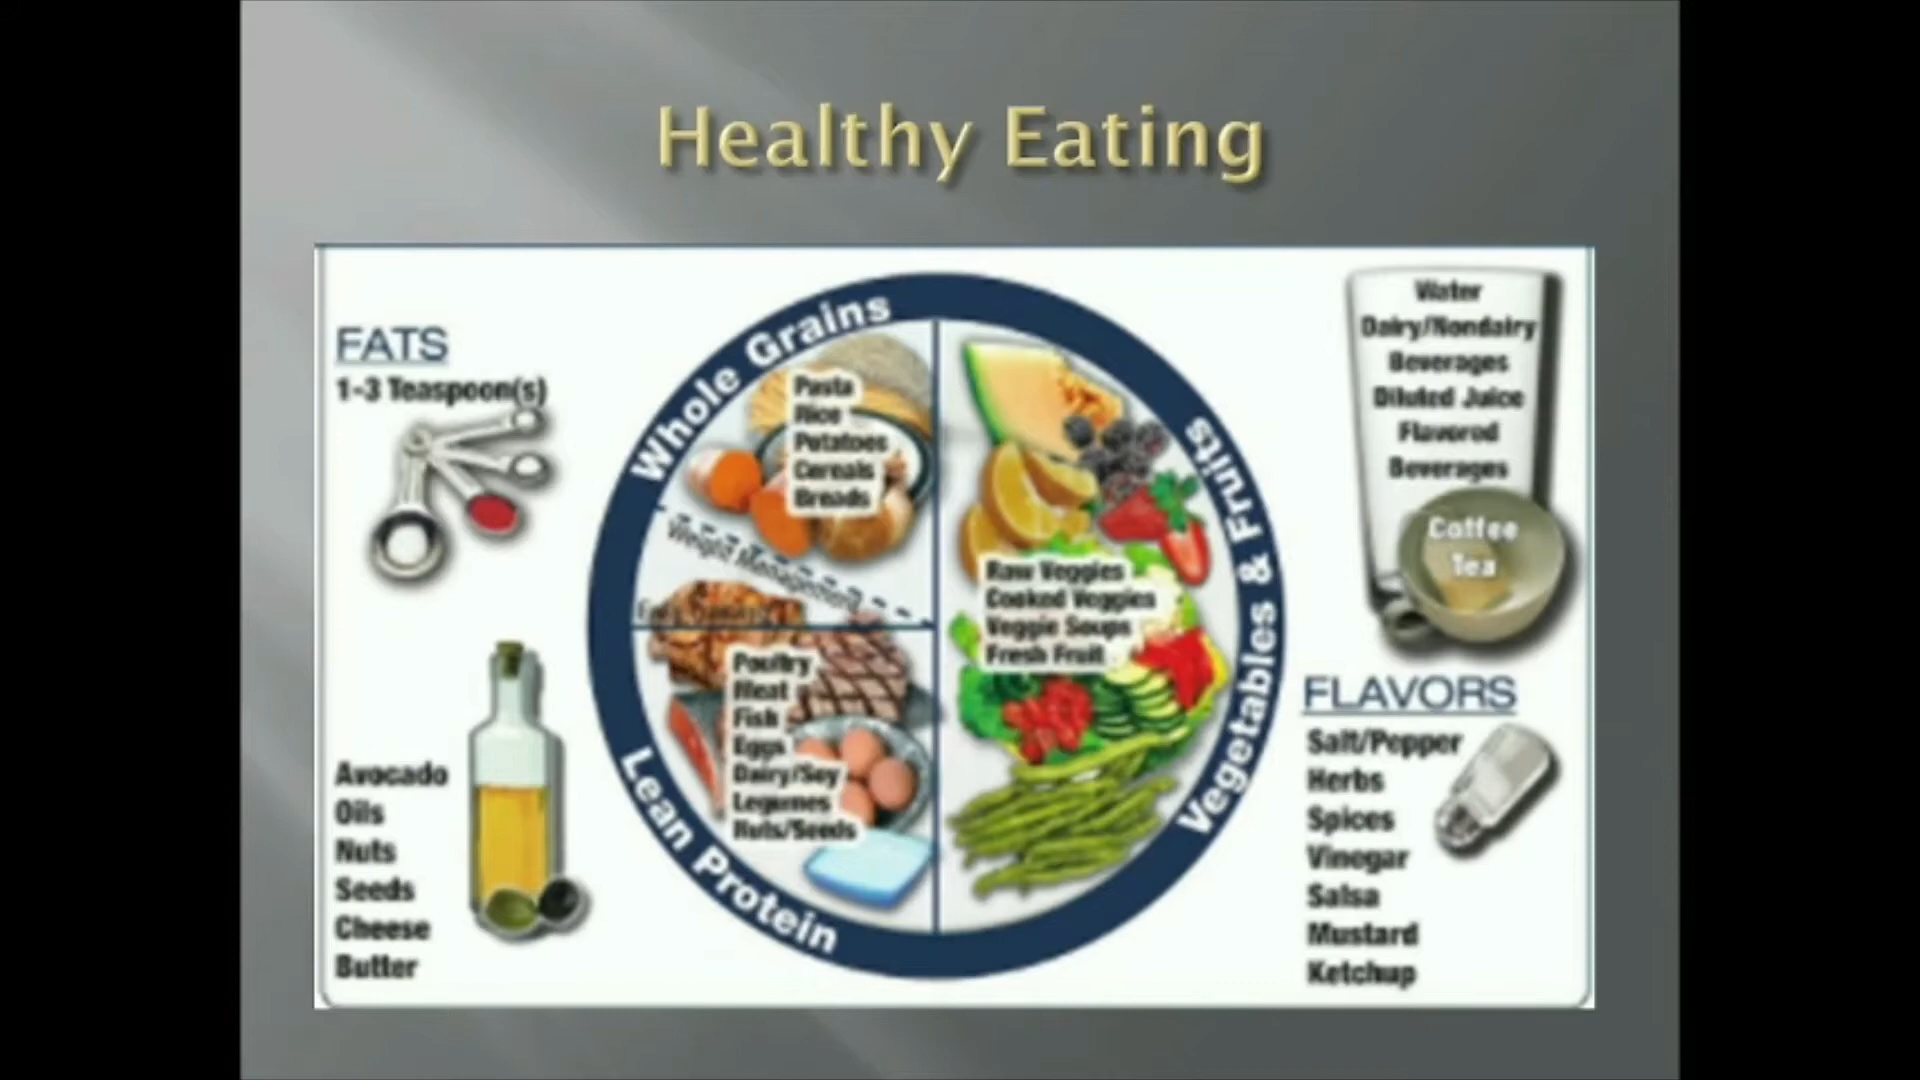 Healthy Eating
FATS
1-3 Teaspoon(s)
Avocado
Oils
Nuts
Seeds
Cheese
Butter
Whole Grains
Pasta
Rice
Potatoes
Cereals
Breads
Weight Management
Lean Protein
Poultry
Meat
Fish
Eggs
Dairy/Soy
Legumes
Nuts/Seeds
Vegetables & Fruits
Raw Veggies
Cooked Veggies
Veggie Soups
Fresh Fruit
Water
Dairy/Nondairy
Beverages
Diluted Juice
Flavored
Beverages
Coffee
Tea
FLAVORS
Salt/Pepper
Herbs
Spices
Vinegar
Salsa
Mustard
Ketchup